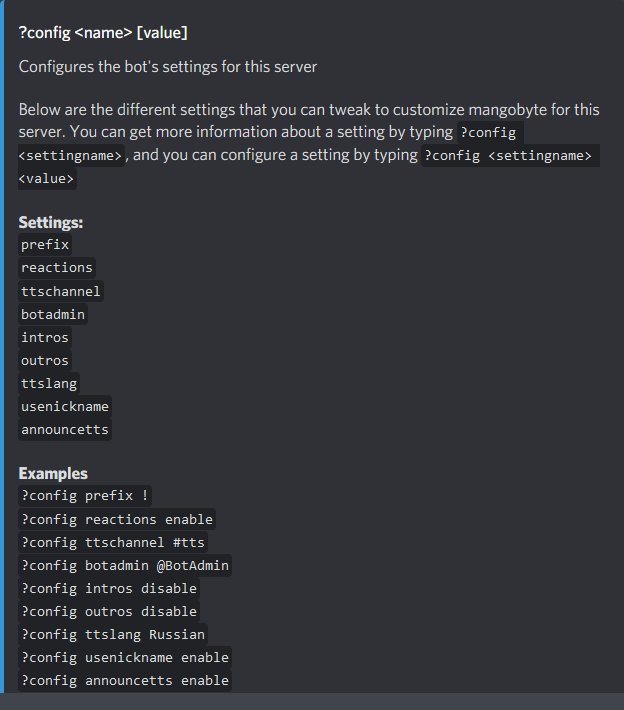 ?config <name> [value]
Configures the bot's settings for this server
Below are the different settings that you can tweak to customize mangobyte for this
server. You can get more information about a setting by typing ?config
<settingname>, and you can configure a setting by typing ?config <settingname>
<value>
Settings:
prefix
reactions
ttschannel
botadmin
intros
outros
ttslang
usenickname
announcetts
Examples
?config prefix !
?config reactions enable
?config ttschannel #tts
?config botadmin @BotAdmin
?config intros disable
?config outros disable
?config ttslang Russian
?config usenickname enable
?config announcetts enable